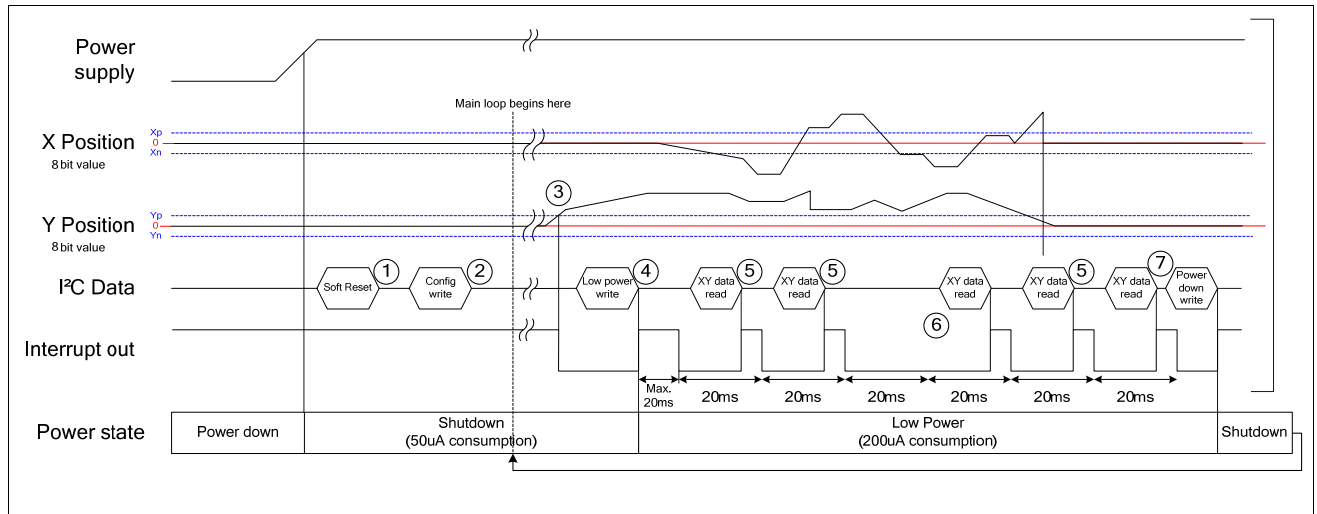 Power
supply
Main loop begins here
X Position
8 bit value
Xp
0
Xn
3
Y Position
8 bit value
Yp
0
Yn
I²C Data
Soft Reset
1
Config
write
2
Low power
write
4
XY data
read
5
XY data
read
5
XY data
read
XY data
read
5
XY data
read
7
Power
down
write
6
Interrupt out
Max.
20ms
20ms
20ms
20ms
20ms
20ms
20ms
Power state
Power down
Shutdown
(50uA consumption)
Low Power
(200uA consumption)
Shutdown